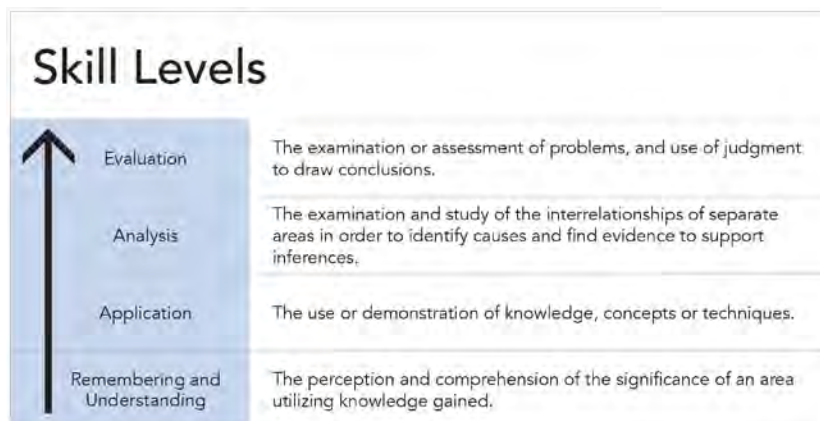 Skill Levels
Evaluation
The examination or assessment of problems, and use of judgment
to draw conclusions.
Analysis
The examination and study of the interrelationships of separate
areas in order to identify causes and find evidence to support
inferences.
Application
The use or demonstration of knowledge, concepts or techniques.
Remembering and
Understanding
The perception and comprehension of the significance of an area
utilizing knowledge gained.